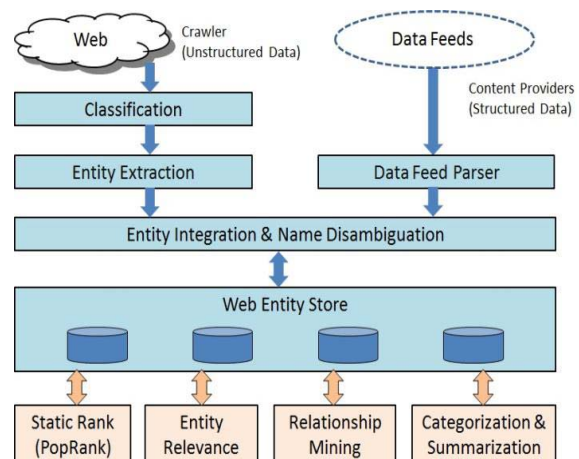 Web
Crawler
(Unstructured Data)
Data Feeds
Content Providers
(Structured Data)
Classification
Entity Extraction
Data Feed Parser
Entity Integration & Name Disambiguation
Web Entity Store
Static Rank
(PopRank)
Entity
Relevance
Relationship
Mining
Categorization &
Summarization